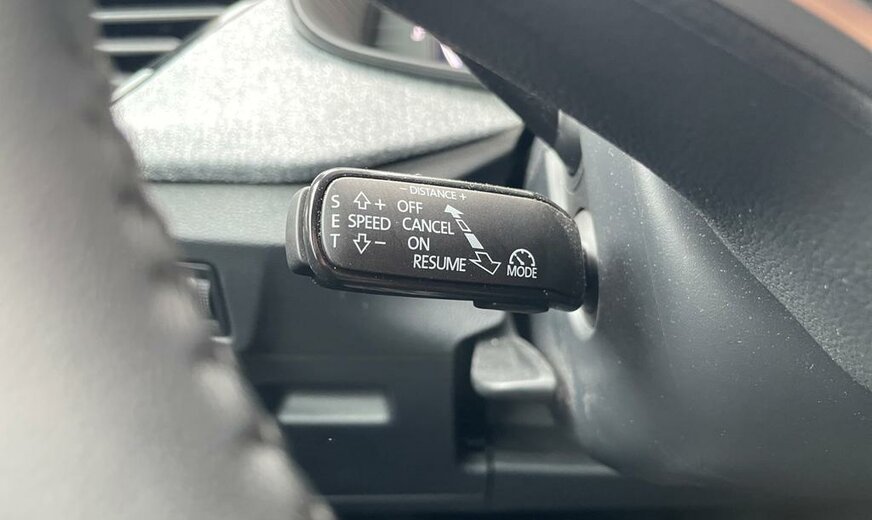 - DISTANCE +
S + OFF
E SPEED CANCEL
T - ON
RESUME
MODE